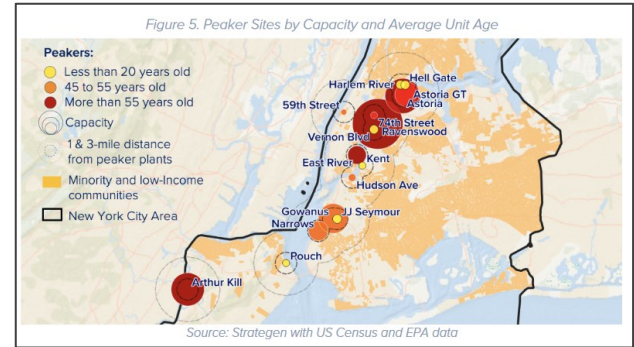 Figure 5. Peaker Sites by Capacity and Average Unit Age
Peakers:
Less than 20 years old
45 to 55 years old
More than 55 years old
Capacity
1 & 3-mile distance
from peaker plants
Minority and low-Income
communities
New York City Area
Harlem River
Hell Gate
Astoria GT
Astoria
59th Street
74th Street
Ravenswood
Vernon Blvd
East River
Kent
Hudson Ave
Gowanus
JJ Seymour
Narrows
Pouch
Arthur Kill
Source: Strategen with US Census and EPA data